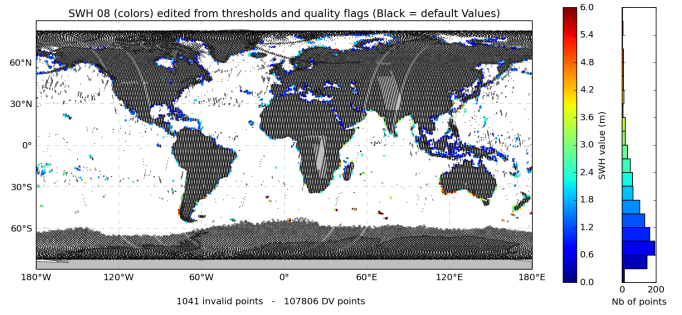 SWH 08 (colors) edited from thresholds and quality flags (Black = default Values)
60°N
30°N
0°
30°S
60°S
180°W 120°W 60°W 0° 60°E 120°E 180°E
1041 invalid points - 107806 DV points
6.0
5.4
4.8
4.2
3.6
3.0
2.4
1.8
1.2
0.6
0.0
SWH value (m)
0 200
Nb of points